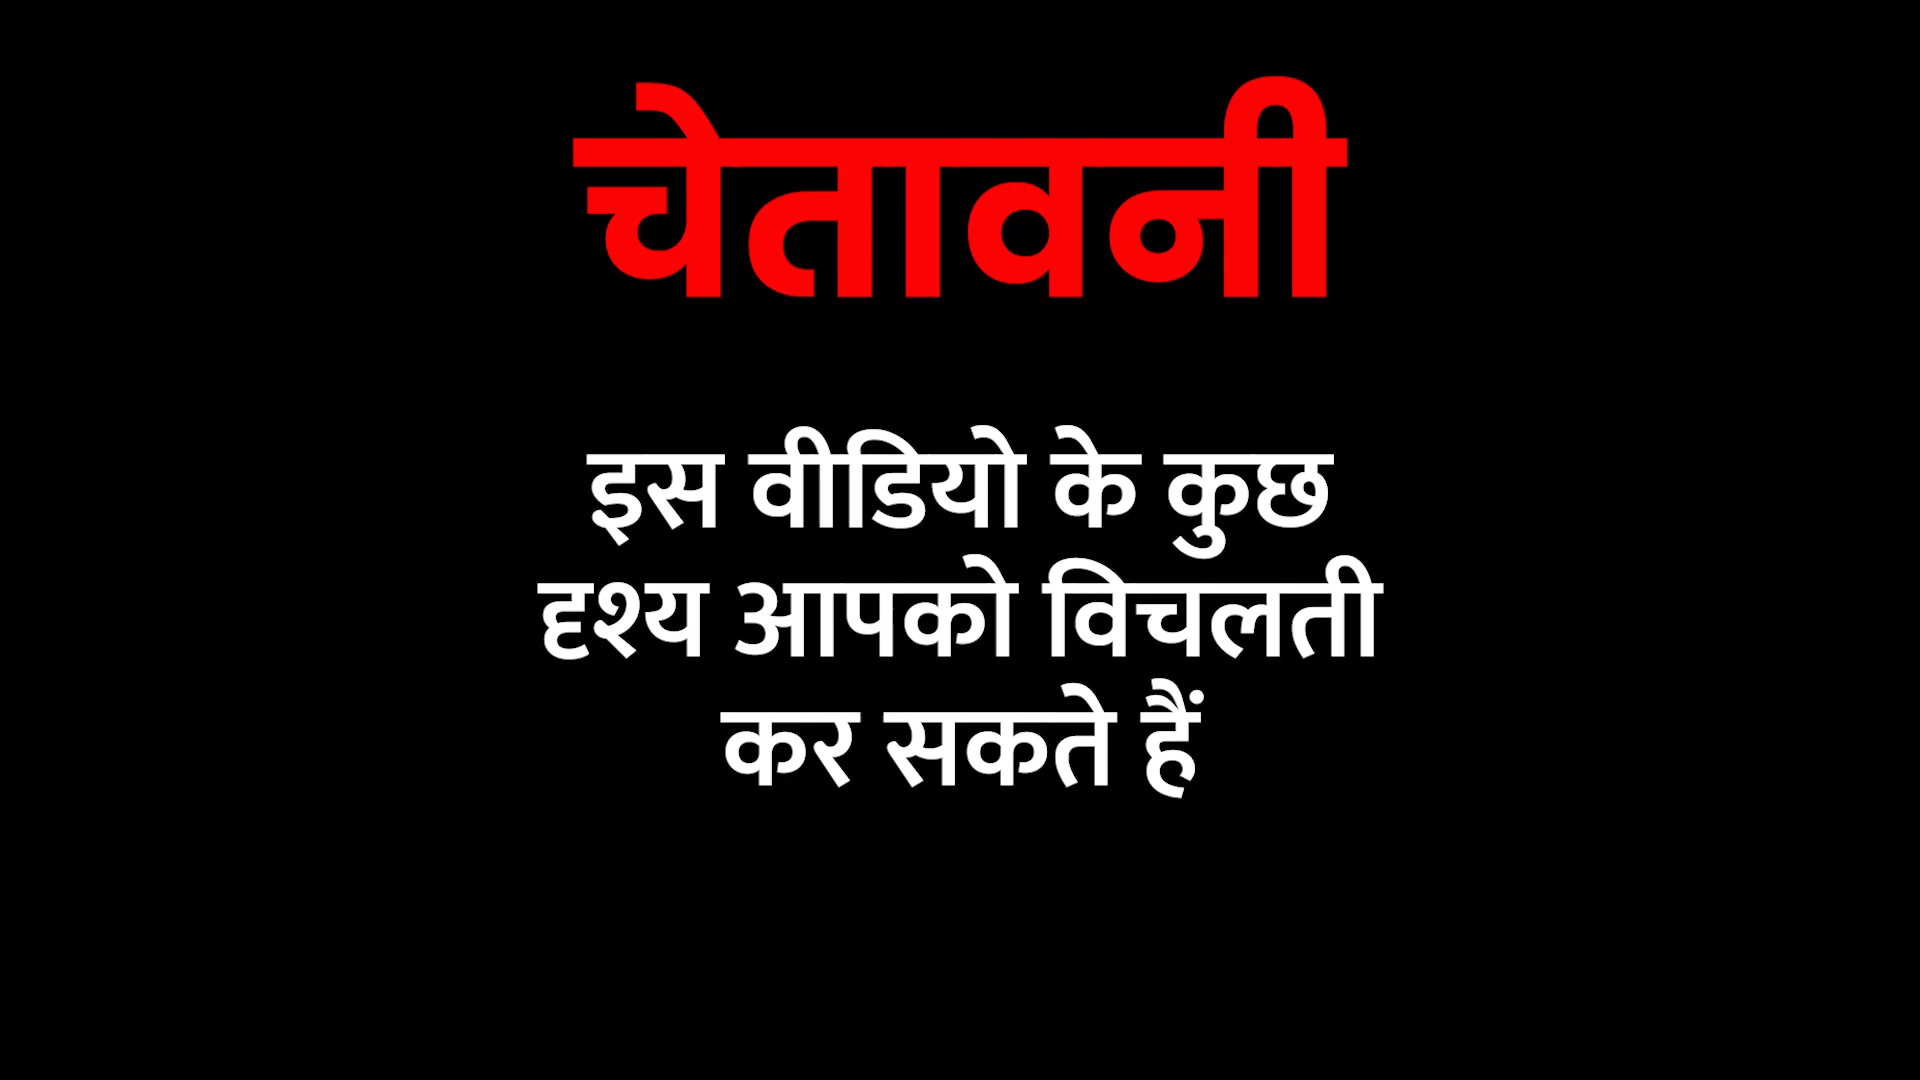 चेतावनी
इस वीडियो के कुछ
दृश्य आपको विचलती
कर सकते हैं